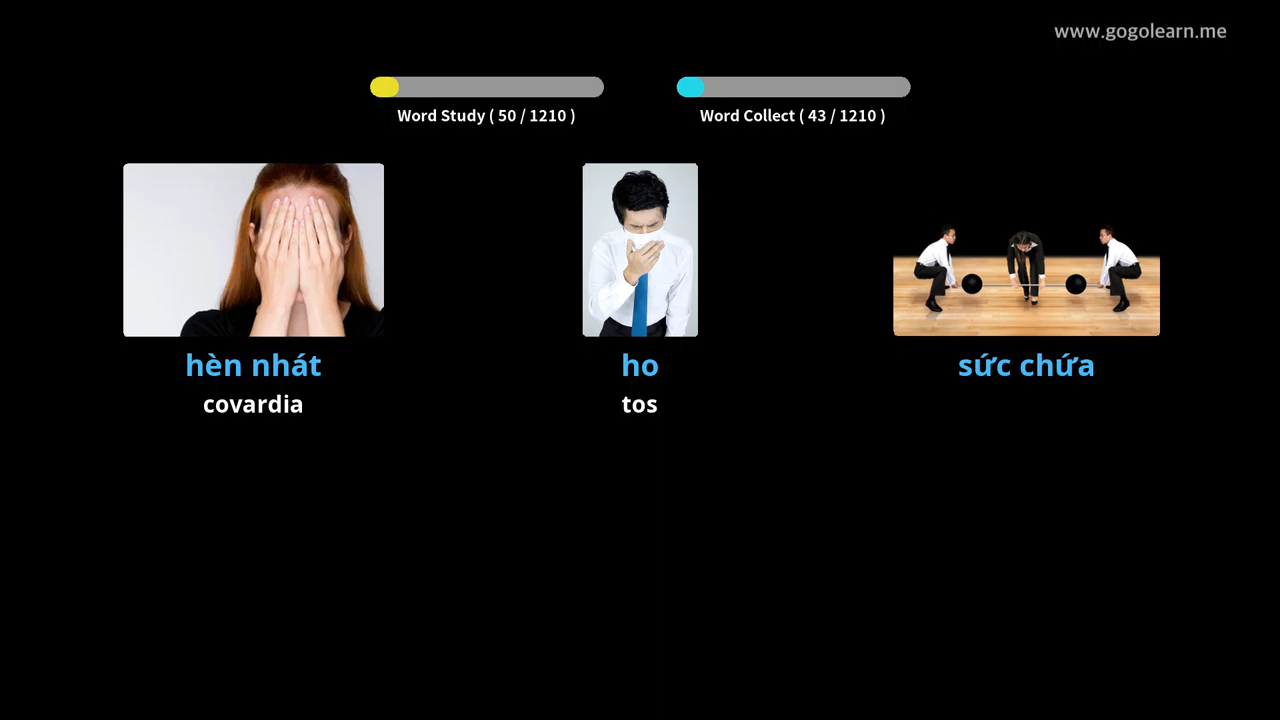 www.gogolearn.me
Word Study ( 50 / 1210 )
Word Collect ( 43 / 1210 )
hèn nhát
covardia
ho
tos
sức chứa